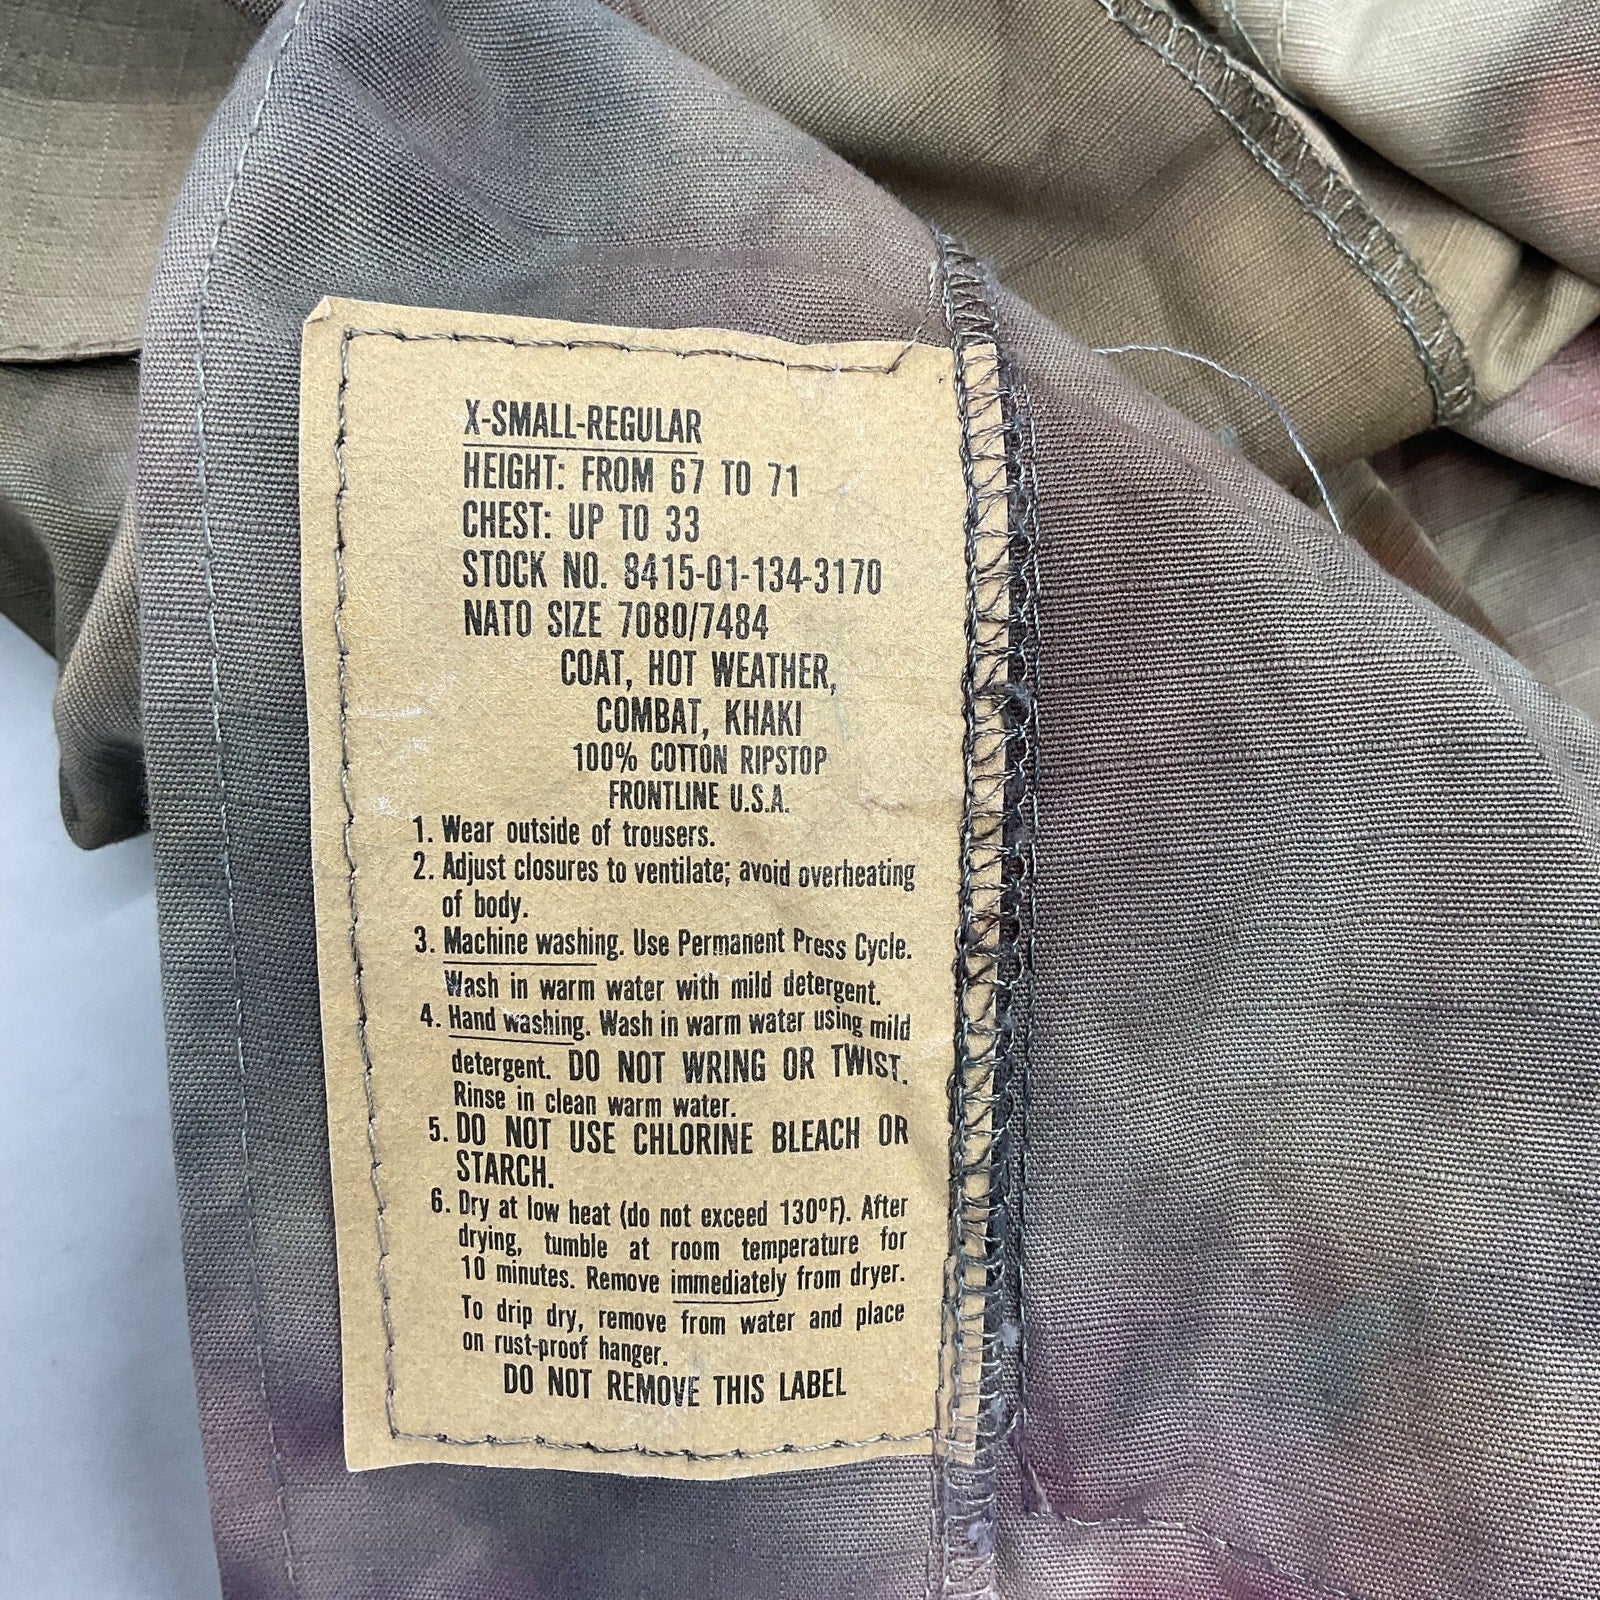 X-SMALL-REGULAR
HEIGHT: FROM 67 TO 71
CHEST: UP TO 33
STOCK NO. 8415-01-134-3170
NATO SIZE 7080/7484
COAT, HOT WEATHER,
COMBAT, KHAKI
100% COTTON RIPSTOP
FRONTLINE U.S.A.
1. Wear outside of trousers.
2. Adjust closures to ventilate; avoid overheating
of body.
3. Machine washing. Use Permanent Press Cycle.
Wash in warm water with mild detergent.
4. Hand washing. Wash in warm water using mild
detergent. DO NOT WRING OR TWIST.
Rinse in clean warm water.
5. DO NOT USE CHLORINE BLEACH OR
STARCH.
6. Dry at low heat (do not exceed 130ºF). After
drying, tumble at room temperature for
10 minutes. Remove immediately from dryer.
To drip dry, remove from water and place
on rust-proof hanger.
DO NOT REMOVE THIS LABEL